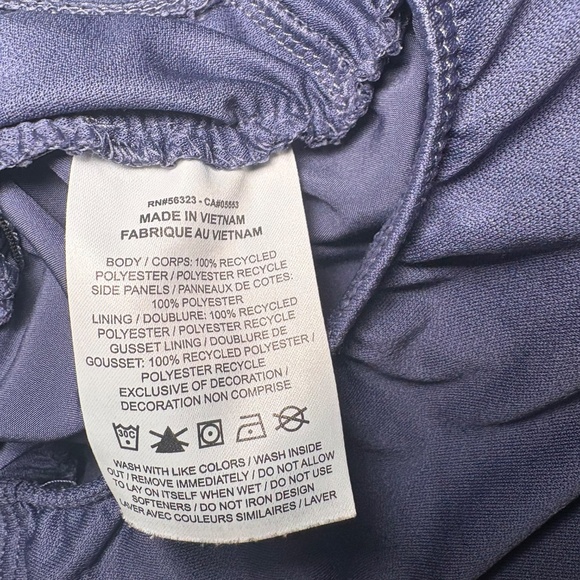 RN#56323 - CA#05553
MADE IN VIETNAM
FABRIQUE AU VIETNAM
BODY / CORPS: 100% RECYCLED
POLYESTER / POLYESTER RECYCLE
SIDE PANELS / PANNEAUX DE COTES:
100% POLYESTER
LINING / DOUBLURE: 100% RECYCLED
POLYESTER / POLYESTER RECYCLE
GUSSET LINING / DOUBLURE DE
GOUSSET: 100% RECYCLED POLYESTER /
POLYESTER RECYCLE
EXCLUSIVE OF DECORATION /
DECORATION NON COMPRISE
30C
WASH WITH LIKE COLORS / WASH INSIDE
OUT / REMOVE IMMEDIATELY / DO NOT ALLOW
TO LAY ON ITSELF WHEN WET / DO NOT USE
SOFTENERS / DO NOT IRON DESIGN
LAVER AVEC COULEURS SIMILAIRES / LAVER